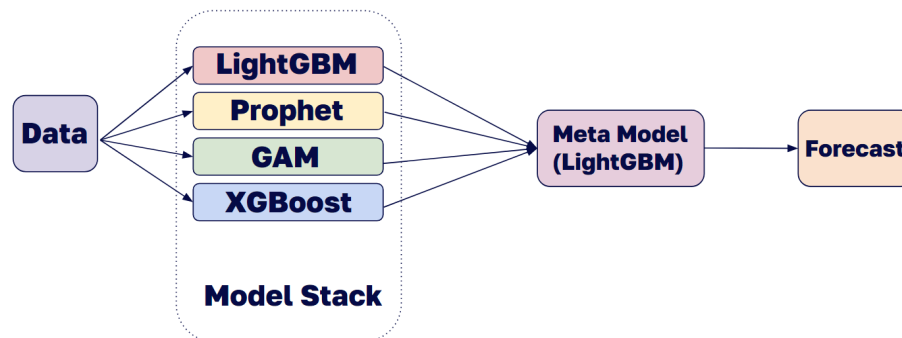 Data
LightGBM
Prophet
GAM
XGBoost
Model Stack
Meta Model
(LightGBM)
Forecast